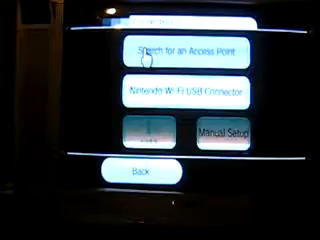 Search for an Access Point
Nintendo Wi-Fi USB Connector
Manual Setup
Back